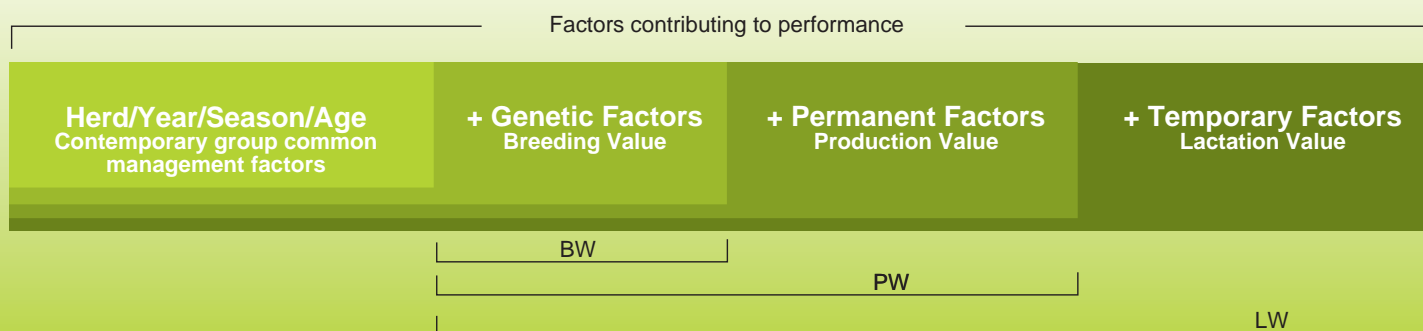 Factors contributing to performance
Herd/Year/Season/Age
Contemporary group common
management factors
+ Genetic Factors
Breeding Value
+ Permanent Factors
Production Value
+ Temporary Factors
Lactation Value
BW
PW
LW